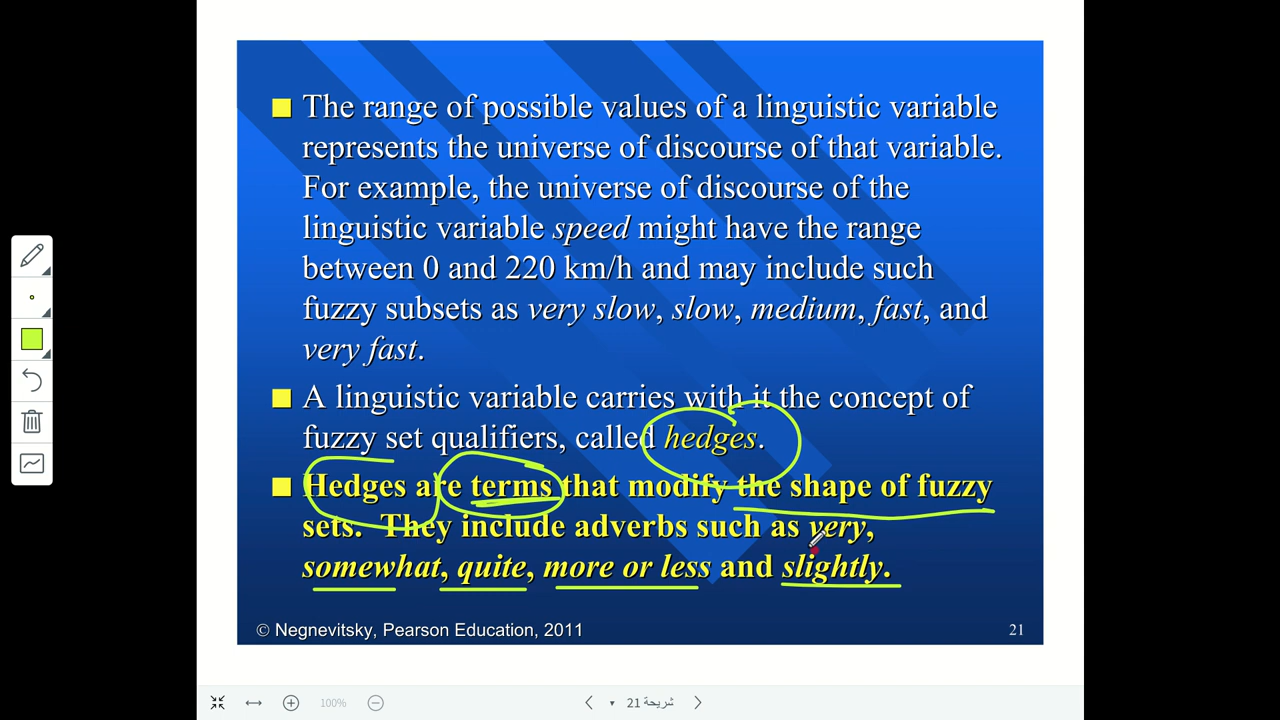 The range of possible values of a linguistic variable
represents the universe of discourse of that variable.
For example, the universe of discourse of the
linguistic variable speed might have the range
between 0 and 220 km/h and may include such
fuzzy subsets as very slow, slow, medium, fast, and
very fast.
A linguistic variable carries with it the concept of
fuzzy set qualifiers, called hedges.
Hedges are terms that modify the shape of fuzzy
sets. They include adverbs such as very,
somewhat, quite, more or less and slightly.
© Negnevitsky, Pearson Education, 2011
21
100%
شريحة 21